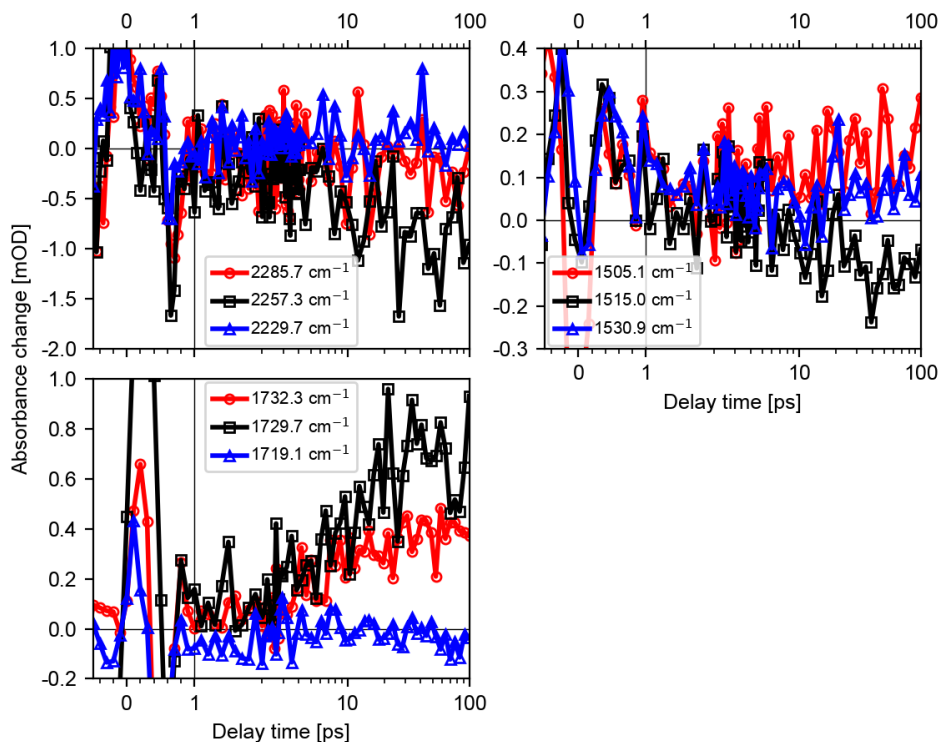 0 1 10 100
0 1 10 100
Absorbance change [mOD]
1.0
0.5
0.0
-0.5
-1.0
-1.5
-2.0
2285.7 cm⁻¹
2257.3 cm⁻¹
2229.7 cm⁻¹
0.4
0.3
0.2
0.1
0.0
-0.1
-0.2
-0.3
1505.1 cm⁻¹
1515.0 cm⁻¹
1530.9 cm⁻¹
0 1 10 100
Delay time [ps]
1.0
0.8
0.6
0.4
0.2
0.0
-0.2
1732.3 cm⁻¹
1729.7 cm⁻¹
1719.1 cm⁻¹
0 1 10 100
Delay time [ps]